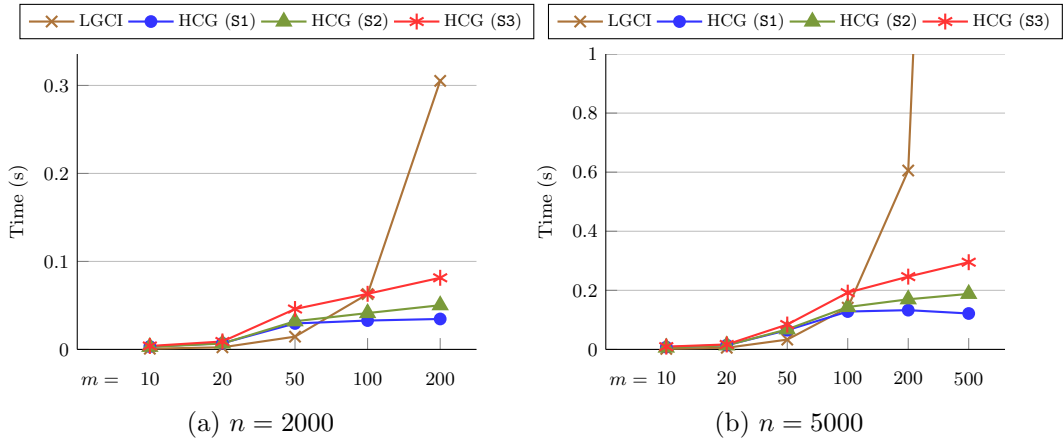 LGCI HCG (S1) HCG (S2) HCG (S3)
Time (s)
0.3
0.2
0.1
0
m = 10 20 50 100 200
(a) n = 2000
LGCI HCG (S1) HCG (S2) HCG (S3)
Time (s)
1
0.8
0.6
0.4
0.2
0
m = 10 20 50 100 200 500
(b) n = 5000